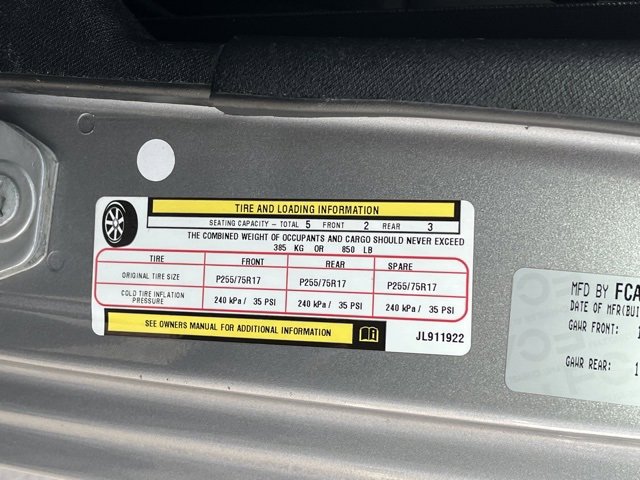 TIRE AND LOADING INFORMATION
SEATING CAPACITY - TOTAL 5 FRONT 2 REAR 3
THE COMBINED WEIGHT OF OCCUPANTS AND CARGO SHOULD NEVER EXCEED
385 KG OR 850 LB
TIRE FRONT REAR SPARE
ORIGINAL TIRE SIZE P255/75R17 P255/75R17 P255/75R17
COLD TIRE INFLATION PRESSURE 240 kPa / 35 PSI 240 kPa / 35 PSI 240 kPa / 35 PSI
SEE OWNERS MANUAL FOR ADDITIONAL INFORMATION
JL911922
MFD BY FCA
DATE OF MFR(BUI
GAWR FRONT: 1
GAWR REAR: 1